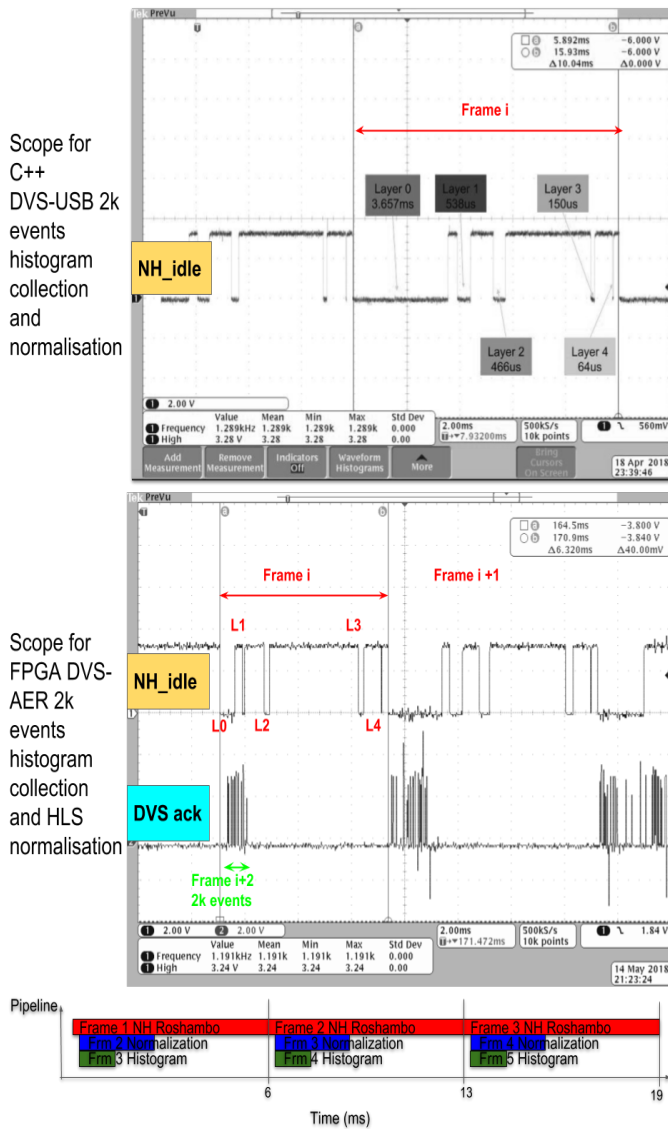 Tek PreVu
T
a
b
a 5.892ms -6.000 V
b 15.93ms -6.000 V
Δ10.04ms Δ0.000 V
Frame i
Scope for
C++
DVS-USB 2k
events
histogram
collection
and
normalisation
Layer 0
3.657ms
Layer 1
538us
Layer 3
150us
NH_idle
1
Layer 2
466us
Layer 4
64us
1 2.00 V
Value Mean Min Max Std Dev
1 Frequency 1.289kHz 1.289k 1.289k 1.289k 0.000
1 High 3.28 V 3.28 3.28 3.28 0.00
2.00ms
T→▼7.93200ms
500kS/s
10k points
1 560mV
Add
Measurement
Remove
Measurement
Indicators
Off
Waveform
Histograms
More
Bring
Cursors
On Screen
18 Apr 2018
23:39:46
Tek PreVu
T
a
b
a 164.5ms -3.800 V
b 170.9ms -3.840 V
Δ6.320ms Δ40.00mV
Frame i
Frame i +1
L1
L3
Scope for
FPGA DVS-
AER 2k
events
histogram
collection
and HLS
normalisation
NH_idle
1
L0
L2
L4
DVS ack
Frame i+2
2k events
1 2.00 V 2 2.00 V
Value Mean Min Max Std Dev
1 Frequency 1.191kHz 1.191k 1.191k 1.191k 0.000
1 High 3.24 V 3.24 3.24 3.24 0.00
2.00ms
T→▼171.472ms
500kS/s
10k points
1 1.84 V
14 May 2018
21:23:24
Pipeline
Frame 1 NH Roshambo Frame 2 NH Roshambo Frame 3 NH Roshambo
Frm 2 Normalization Frm 3 Normalization Frm 4 Normalization
Frm 3 Histogram Frm 4 Histogram Frm 5 Histogram
6 13 19
Time (ms)